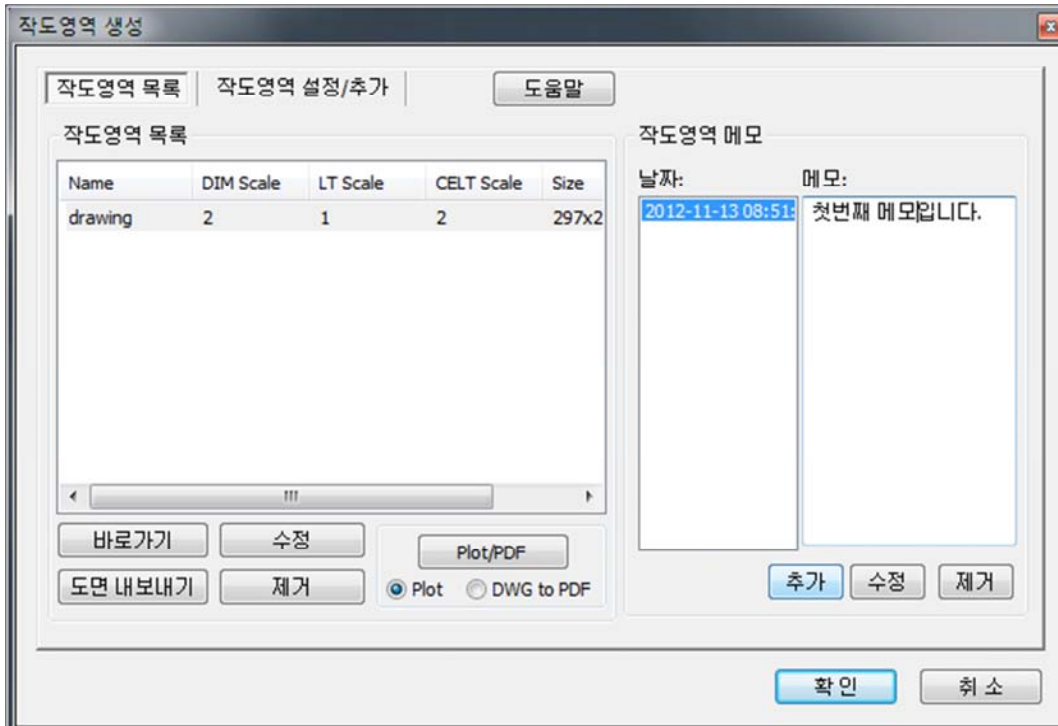 작도영역 생성
작도영역 목록
작도영역 설정/추가
도움말
작도영역 목록
Name DIM Scale LT Scale CELT Scale Size
drawing 2 1 2 297x2
바로가기
수정
도면 내보내기
제거
Plot/PDF
Plot
DWG to PDF
작도영역 메모
날짜:
메모:
2012-11-13 08:51:
첫번째 메모입니다.
추가
수정
제거
확인
취소